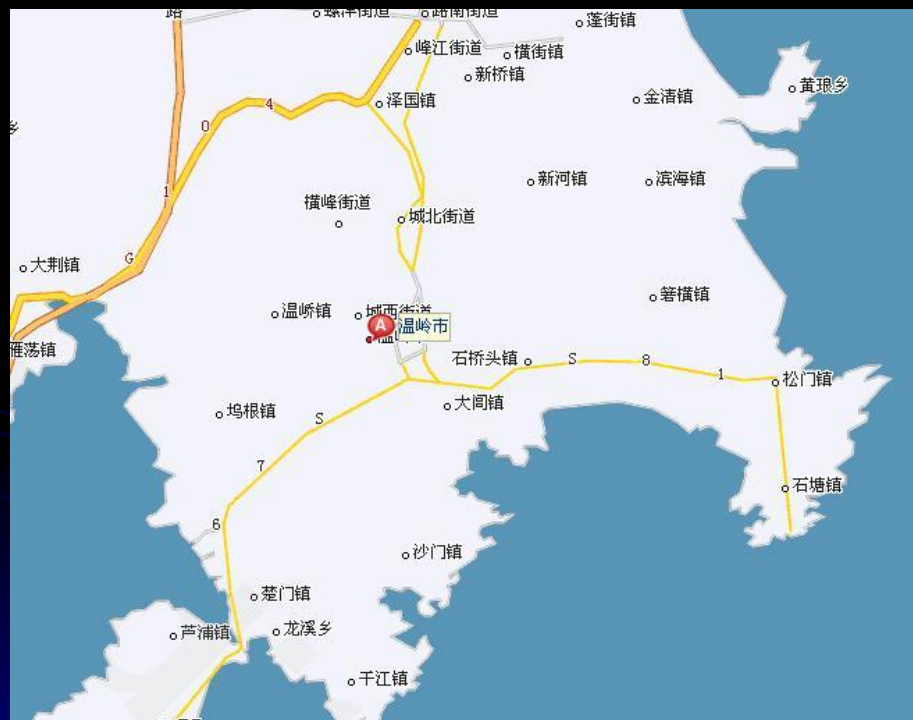 路
螺洋街道
路南街道
蓬街镇
峰江街道
横街镇
新桥镇
黄琅乡
金清镇
泽国镇
4
0
乡
新河镇
滨海镇
1
横峰街道
城北街道
G
大荆镇
箬横镇
温峤镇
城西街道
A
温岭市
雁荡镇
石桥头镇
S
8
1
松门镇
大闾镇
坞根镇
S
7
石塘镇
6
沙门镇
楚门镇
芦浦镇
龙溪乡
干江镇